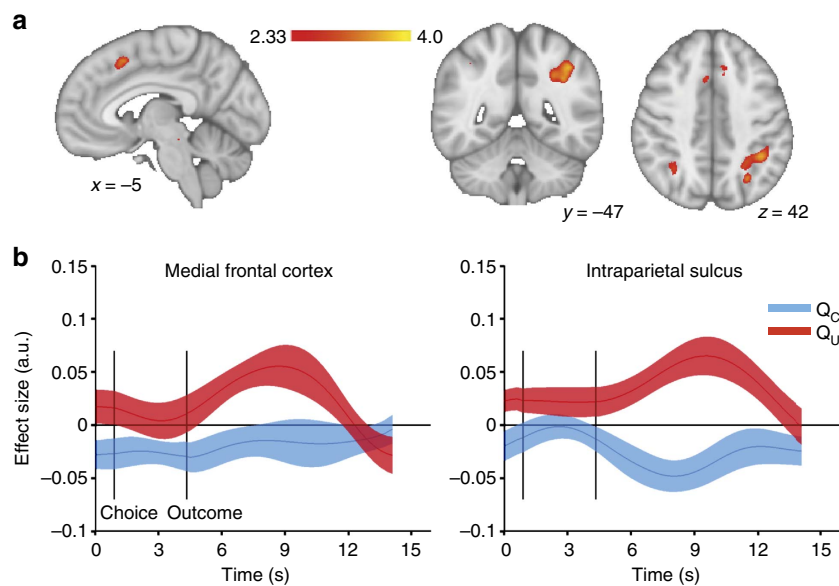 a
2.33
4.0
x = –5
y = –47
z = 42
b
Medial frontal cortex
Intraparietal sulcus
Effect size (a.u.)
0.15
0.1
0.05
0
–0.05
–0.1
Choice
Outcome
0 3 6 9 12 15
Time (s)
0.15
0.1
0.05
0
–0.05
–0.1
0 3 6 9 12 15
Time (s)
Q_C
Q_U